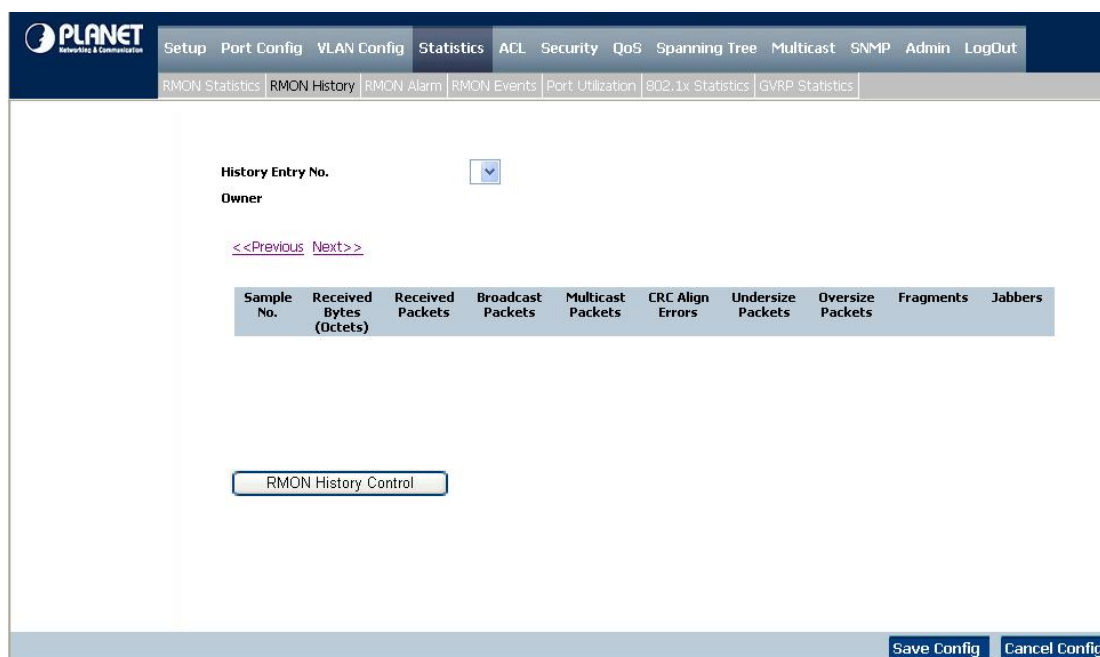 PLANET
Networking & Communication
Setup Port Config VLAN Config Statistics ACL Security QoS Spanning Tree Multicast SNMP Admin LogOut
RMON Statistics RMON History RMON Alarm RMON Events Port Utilization 802.1x Statistics GVRP Statistics
History Entry No.
Owner
<<Previous Next>>
Sample No. Received Bytes (Octets) Received Packets Broadcast Packets Multicast Packets CRC Align Errors Undersize Packets Oversize Packets Fragments Jabbers
RMON History Control
Save Config Cancel Config